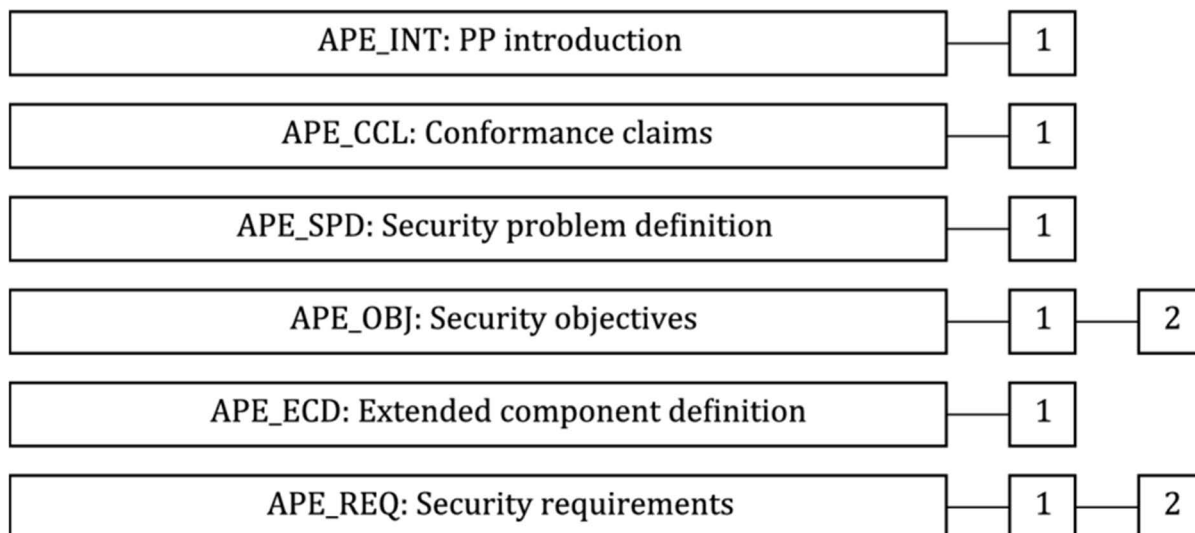 APE_INT: PP introduction 1
APE_CCL: Conformance claims 1
APE_SPD: Security problem definition 1
APE_OBJ: Security objectives 1 2
APE_ECD: Extended component definition 1
APE_REQ: Security requirements 1 2